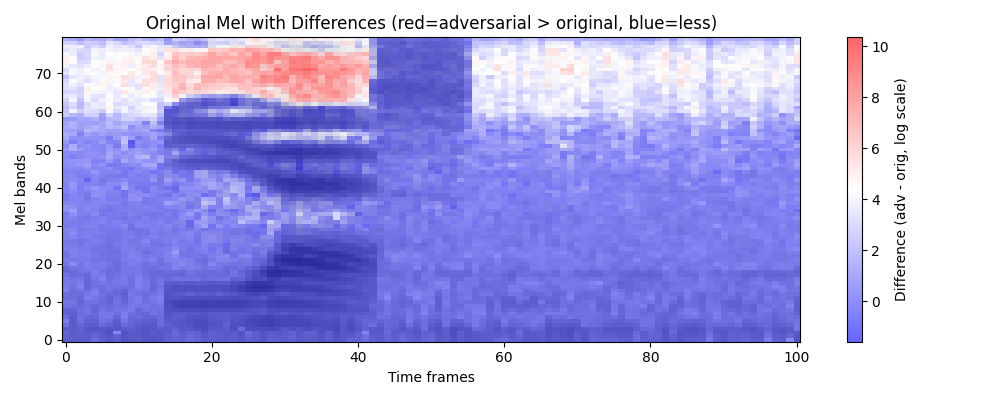 Original Mel with Differences (red=adversarial > original, blue=less)
Mel bands
70
60
50
40
30
20
10
0
0 20 40 60 80 100
Time frames
10
8
6
4
2
0
Difference (adv - orig, log scale)